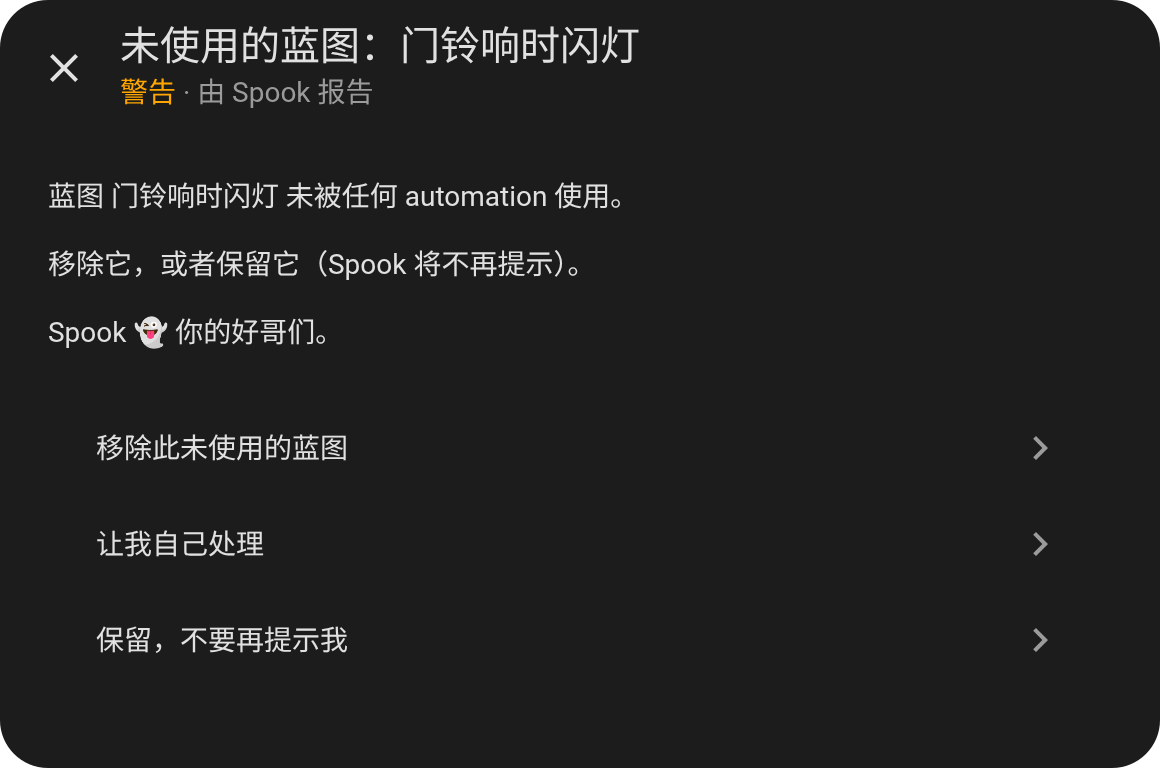 未使用的蓝图：门铃响时闪灯
警告 · 由 Spook 报告
蓝图 门铃响时闪灯 未被任何 automation 使用。
移除它，或者保留它（Spook 将不再提示）。
Spook 👻 你的好哥们。
移除此未使用的蓝图
让我自己处理
保留，不要再提示我